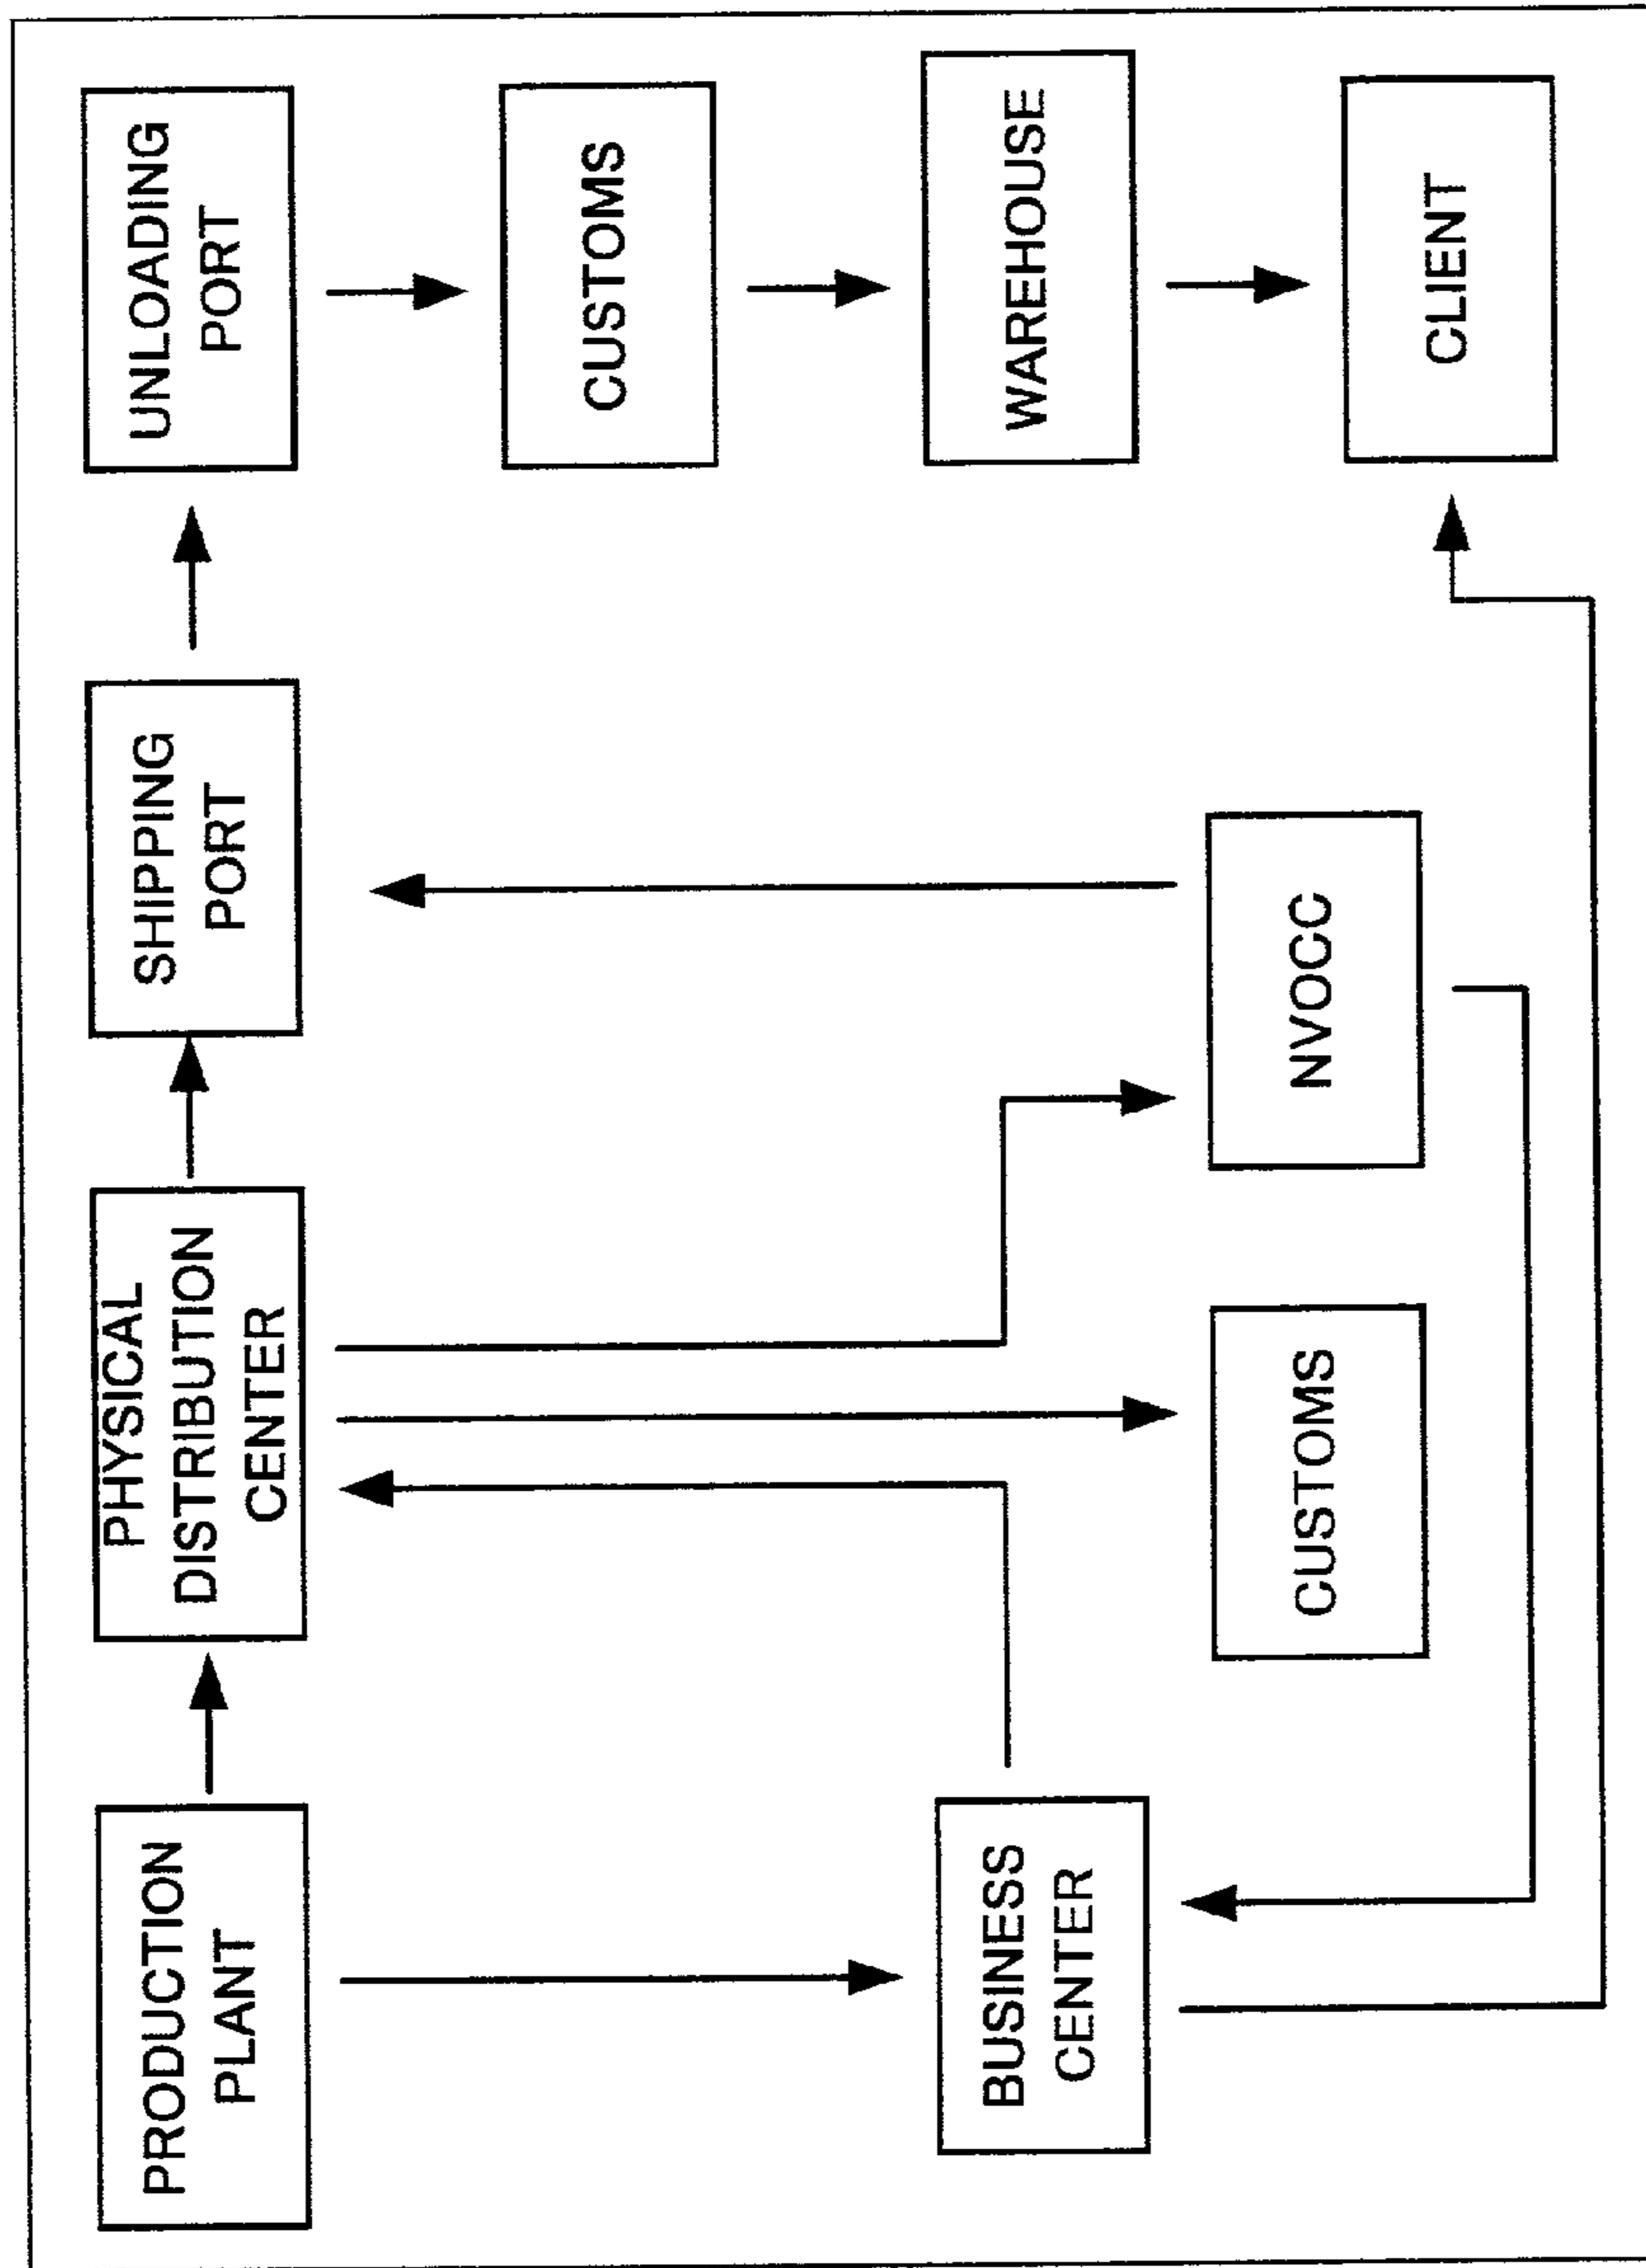 PRODUCTION
PLANT
PHYSICAL
DISTRIBUTION
CENTER
SHIPPING
PORT
UNLOADING
PORT
CUSTOMS
WAREHOUSE
CLIENT
BUSINESS
CENTER
CUSTOMS
NVOCC